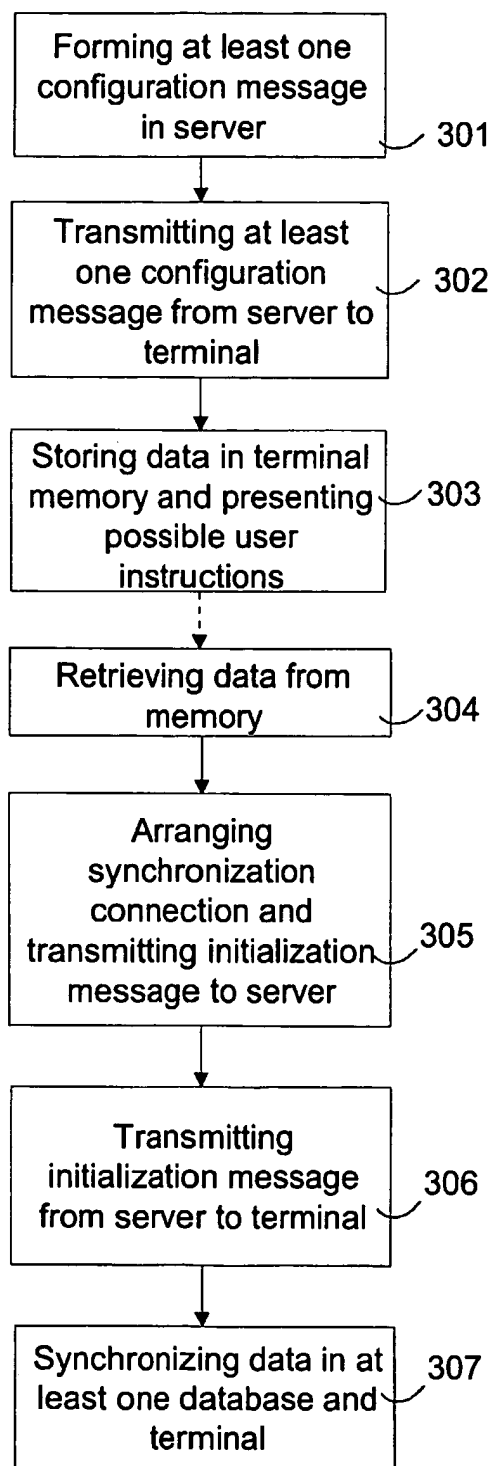 Forming at least one
configuration message
in server
301
Transmitting at least
one configuration
message from server to
terminal
302
Storing data in terminal
memory and presenting
possible user
instructions
303
Retrieving data from
memory
304
Arranging
synchronization
connection and
transmitting initialization
message to server
305
Transmitting
initialization message
from server to terminal
306
Synchronizing data in at
least one database and
terminal
307